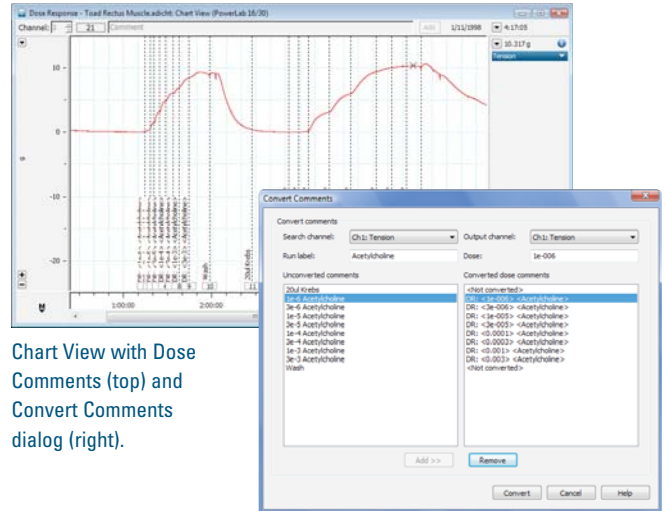 Dose Response - Toad Rectus Muscle.adicht: Chart View (PowerLab 16/30)
Channel: 21 Comment Add 1/11/1998 4:17:05
10.317 g
Tension
10
0
-10
-20
g
Wash
20ul Krebs
1:00:00 2:00:00
Convert Comments
Convert comments
Search channel: Ch1: Tension Output channel: Ch1: Tension
Run label: Acetylcholine Dose: 1e-006
Unconverted comments Converted dose comments
20ul Krebs <Not converted>
1e-6 Acetylcholine DR: <1e-006> <Acetylcholine>
3e-6 Acetylcholine DR: <3e-006> <Acetylcholine>
1e-5 Acetylcholine DR: <1e-005> <Acetylcholine>
3e-5 Acetylcholine DR: <3e-005> <Acetylcholine>
1e-4 Acetylcholine DR: <0.0001> <Acetylcholine>
3e-4 Acetylcholine DR: <0.0003> <Acetylcholine>
1e-3 Acetylcholine DR: <0.001> <Acetylcholine>
3e-3 Acetylcholine DR: <0.003> <Acetylcholine>
Wash <Not converted>
Add >> Remove
Convert Cancel Help
Chart View with Dose
Comments (top) and
Convert Comments
dialog (right).